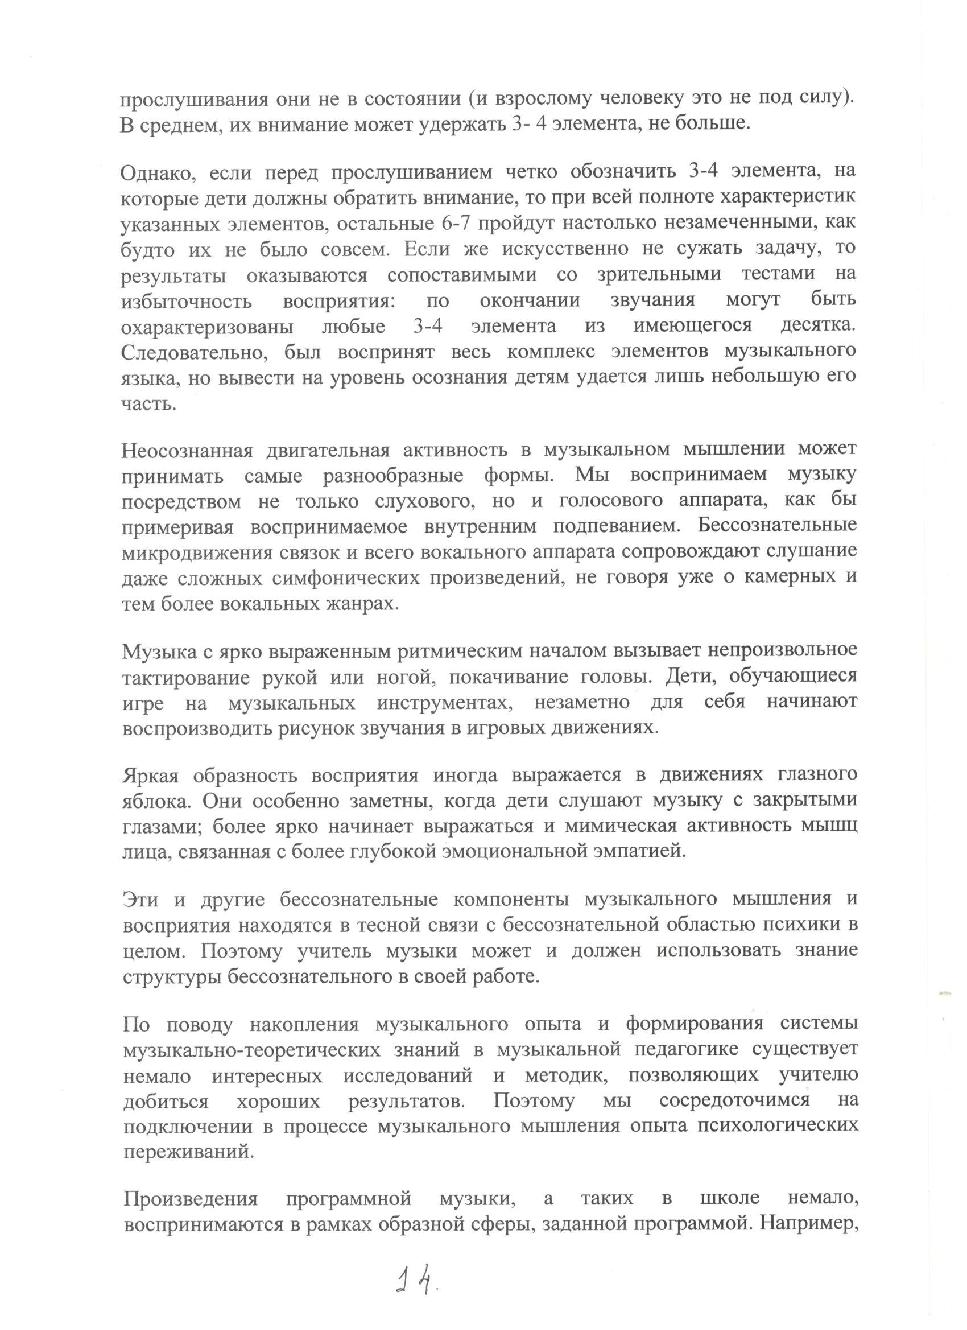 прослушивания они не в состоянии (и взрослому человеку это не под силу).
В среднем, их внимание может удержать 3- 4 элемента, не больше.
Однако, если перед прослушиванием четко обозначить 3-4 элемента, на
которые дети должны обратить внимание, то при всей полноте характеристик
указанных элементов, остальные 6-7 пройдут настолько незамеченными, как
будто их не было совсем. Если же искусственно не сужать задачу, то
результаты оказываются сопоставимыми со зрительными тестами на
избыточность восприятия: по окончании звучания могут быть
охарактеризованы любые 3-4 элемента из имеющегося десятка.
Следовательно, был воспринят весь комплекс элементов музыкального
языка, но вывести на уровень осознания детям удается лишь небольшую его
часть.
Неосознанная двигательная активность в музыкальном мышлении может
принимать самые разнообразные формы. Мы воспринимаем музыку
посредством не только слухового, но и голосового аппарата, как бы
примеривая воспринимаемое внутренним подпеванием. Бессознательные
микродвижения связок и всего вокального аппарата сопровождают слушание
даже сложных симфонических произведений, не говоря уже о камерных и
тем более вокальных жанрах.
Музыка с ярко выраженным ритмическим началом вызывает непроизвольное
тактирование рукой или ногой, покачивание головы. Дети, обучающиеся
игре на музыкальных инструментах, незаметно для себя начинают
воспроизводить рисунок звучания в игровых движениях.
Яркая образность восприятия иногда выражается в движениях глазного
яблока. Они особенно заметны, когда дети слушают музыку с закрытыми
глазами; более ярко начинает выражаться и мимическая активность мышц
лица, связанная с более глубокой эмоциональной эмпатией.
Эти и другие бессознательные компоненты музыкального мышления и
восприятия находятся в тесной связи с бессознательной областью психики в
целом. Поэтому учитель музыки может и должен использовать знание
структуры бессознательного в своей работе.
По поводу накопления музыкального опыта и формирования системы
музыкально-теоретических знаний в музыкальной педагогике существует
немало интересных исследований и методик, позволяющих учителю
добиться хороших результатов. Поэтому мы сосредоточимся на
подключении в процессе музыкального мышления опыта психологических
переживаний.
Произведения программной музыки, а таких в школе немало,
воспринимаются в рамках образной сферы, заданной программой. Например,
14.